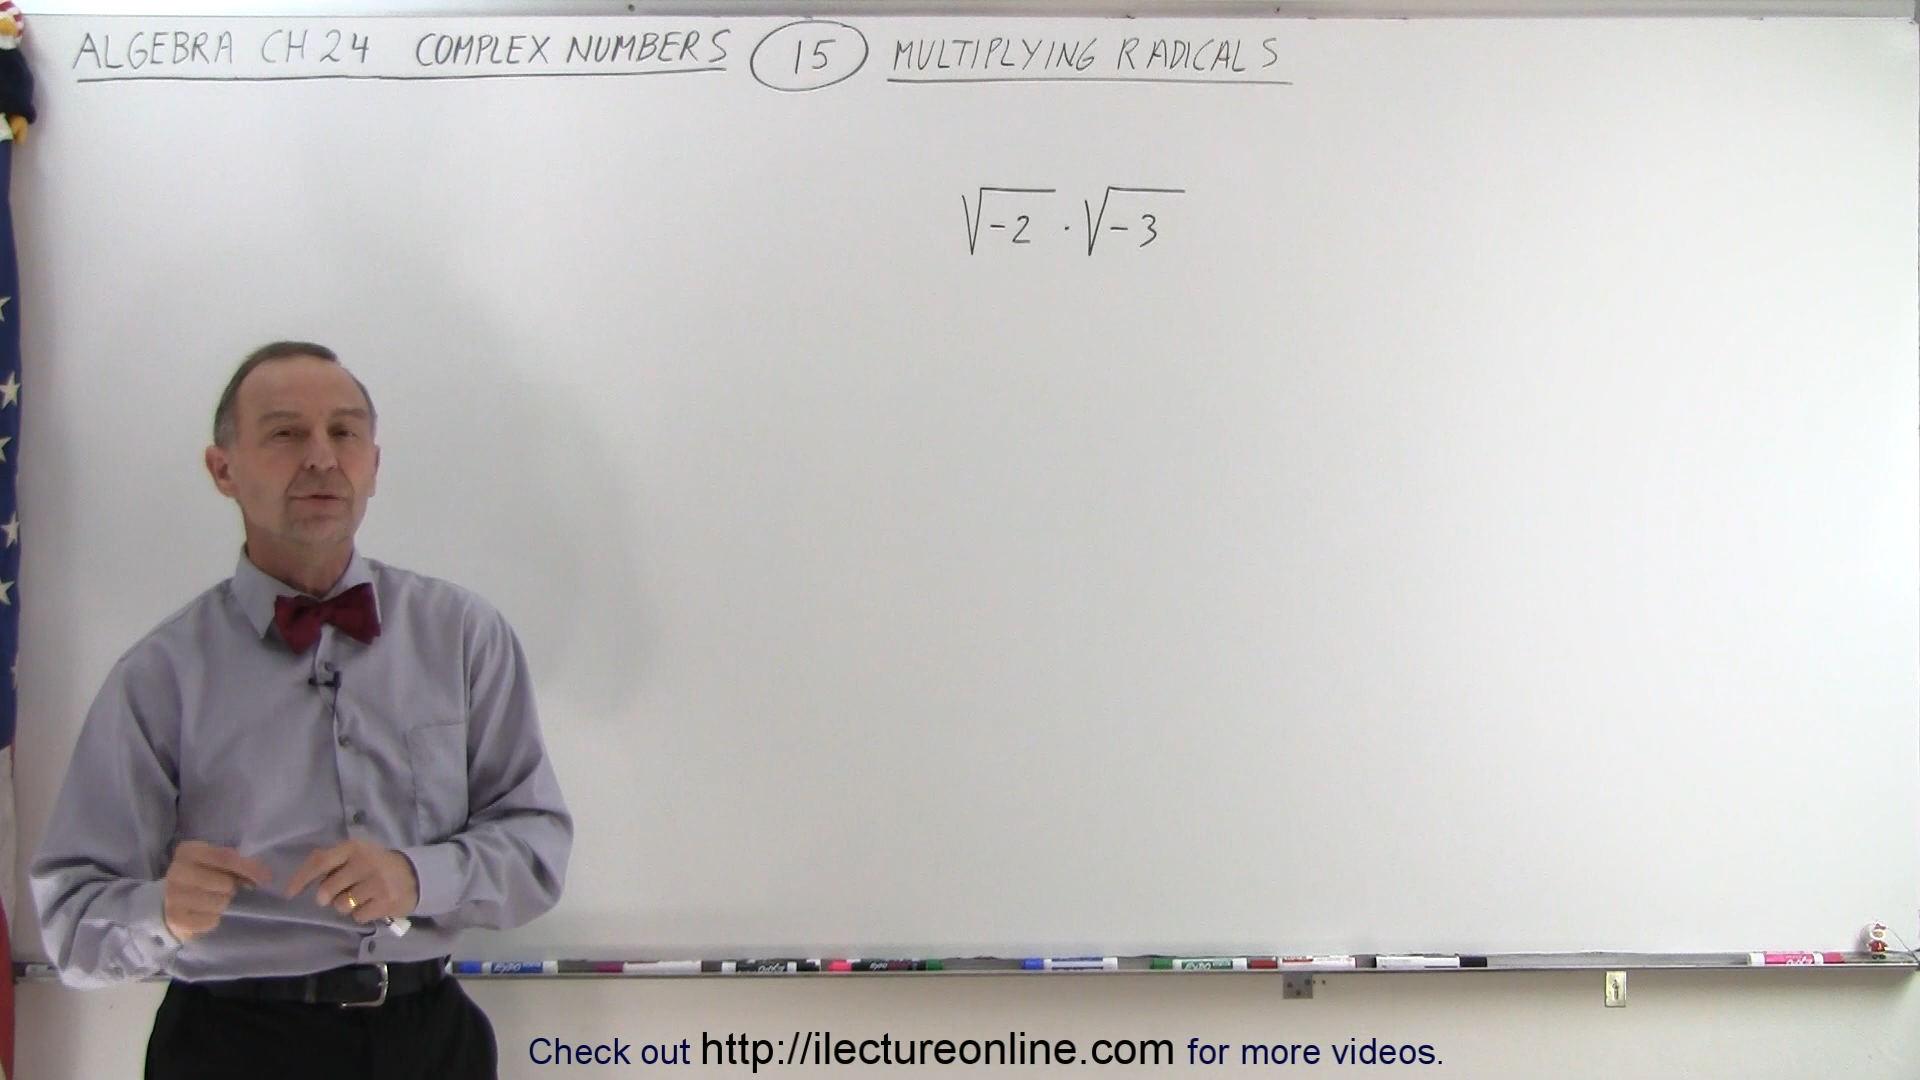 ALGEBRA CH 24 COMPLEX NUMBERS 15 MULTIPLYING RADICALS
√-2 · √-3
Check out http://ilectureonline.com for more videos.